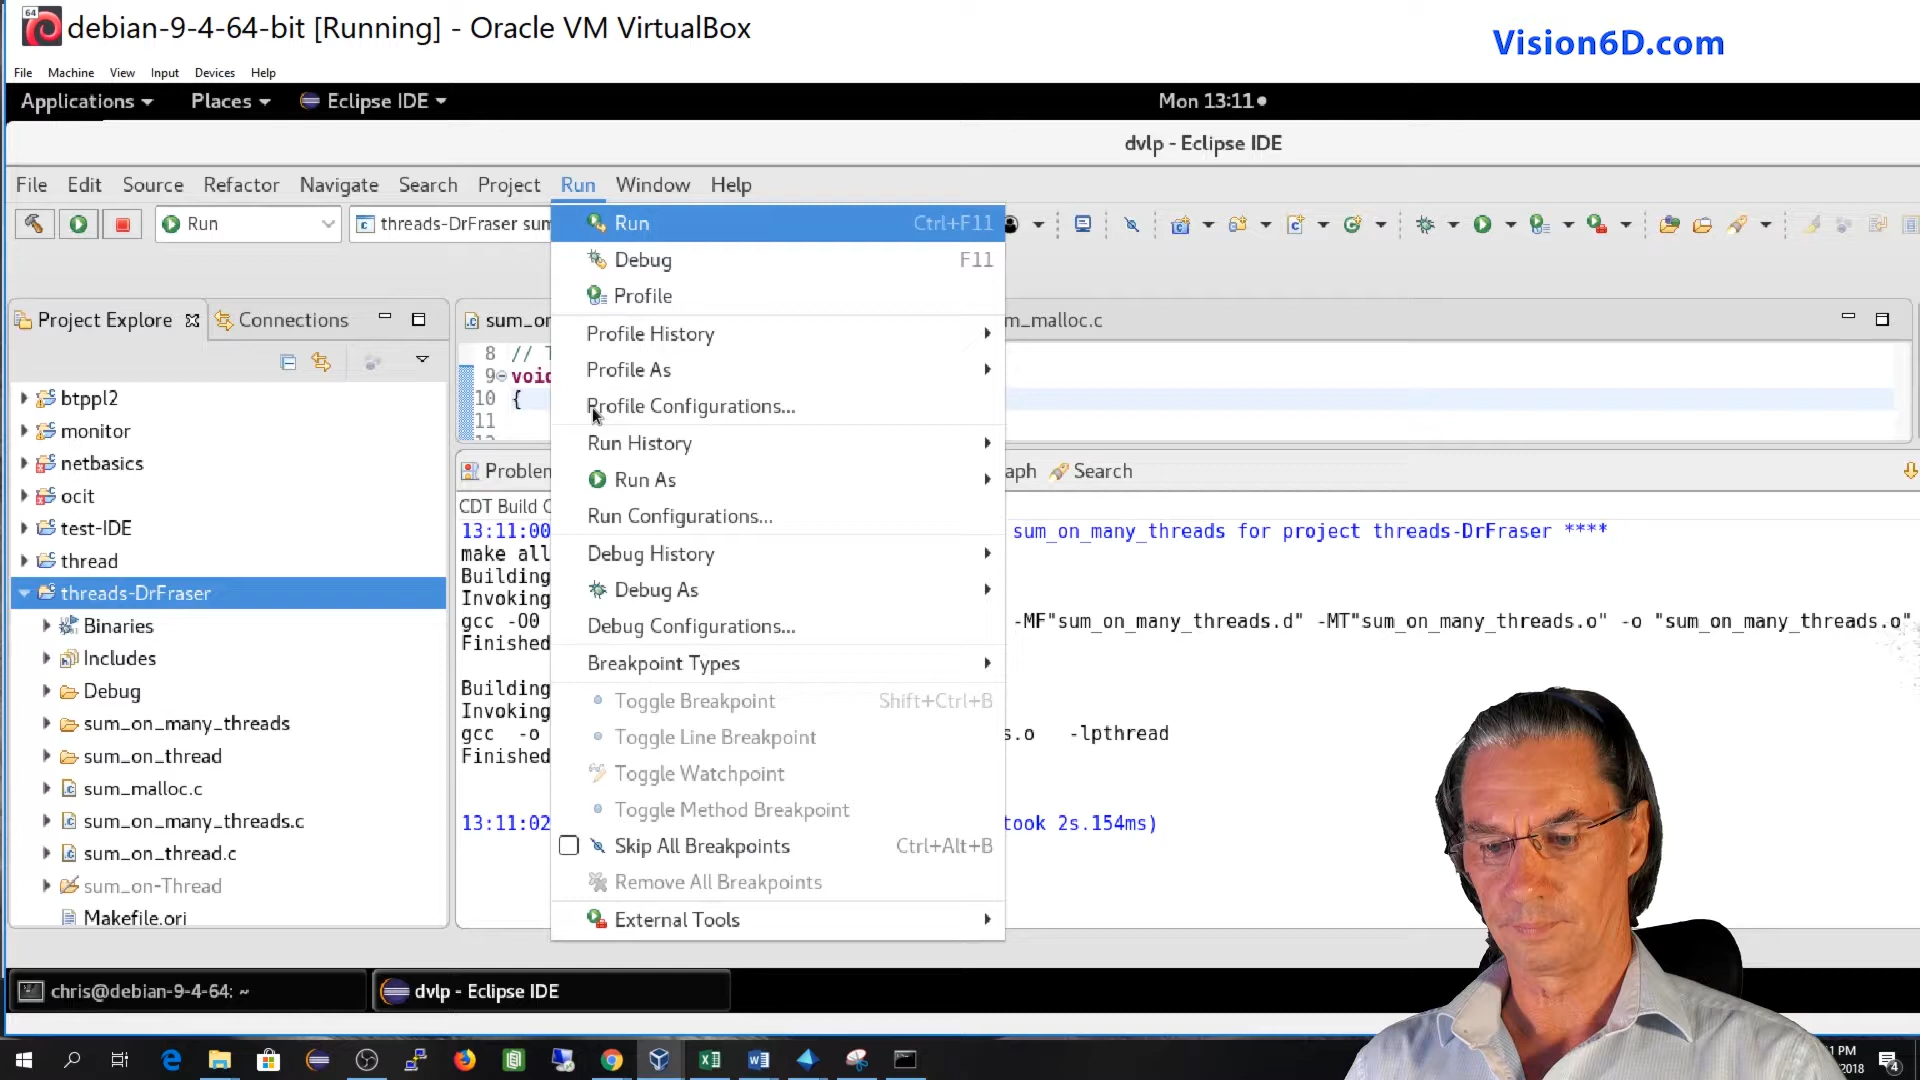 64
debian-9-4-64-bit [Running] - Oracle VM VirtualBox
Vision6D.com
File Machine View Input Devices Help
Applications Places Eclipse IDE Mon 13:11
dvlp - Eclipse IDE
File Edit Source Refactor Navigate Search Project Run Window Help
Run threads-DrFraser sum
Run Ctrl+F11
Debug F11
Profile
Profile History
Profile As
Profile Configurations...
Run History
Run As
Run Configurations...
Debug History
Debug As
Debug Configurations...
Breakpoint Types
Toggle Breakpoint Shift+Ctrl+B
Toggle Line Breakpoint
Toggle Watchpoint
Toggle Method Breakpoint
Skip All Breakpoints Ctrl+Alt+B
Remove All Breakpoints
External Tools
Project Explore Connections
btppl2
monitor
netbasics
ocit
test-IDE
thread
threads-DrFraser
Binaries
Includes
Debug
sum_on_many_threads
sum_on_thread
sum_malloc.c
sum_on_many_threads.c
sum_on_thread.c
sum_on-Thread
Makefile.ori
sum_on m_malloc.c
8 // T
9 void
10 {
11
Problem aph Search
CDT Build C
13:11:00 sum_on_many_threads for project threads-DrFraser ****
make all
Building
Invoking
gcc -O0 -MF"sum_on_many_threads.d" -MT"sum_on_many_threads.o" -o "sum_on_many_threads.o"
Finished
Building
Invoking
gcc -o s.o -lpthread
Finished
13:11:02 took 2s.154ms)
chris@debian-9-4-64: ~ dvlp - Eclipse IDE
1 PM
2018
4